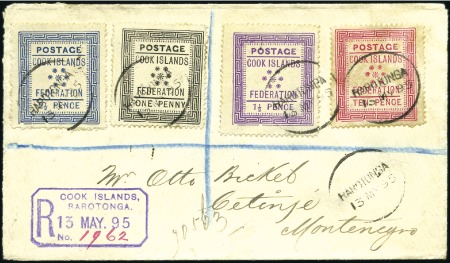 POSTAGE
COOK ISLANDS
FEDERATION
2½ PENCE
POSTAGE
COOK ISLANDS
FEDERATION
ONE PENNY
POSTAGE
COOK ISLANDS
FEDERATION
1½ PENCE
POSTAGE
COOK ISLANDS
FEDERATION
TEN PENCE
RAROTONGA
13 MY 95
Mr Otto Bickel
Cetinje
Montenegro
COOK ISLANDS,
RAROTONGA.
R 13 MAY. 95
No. 1962